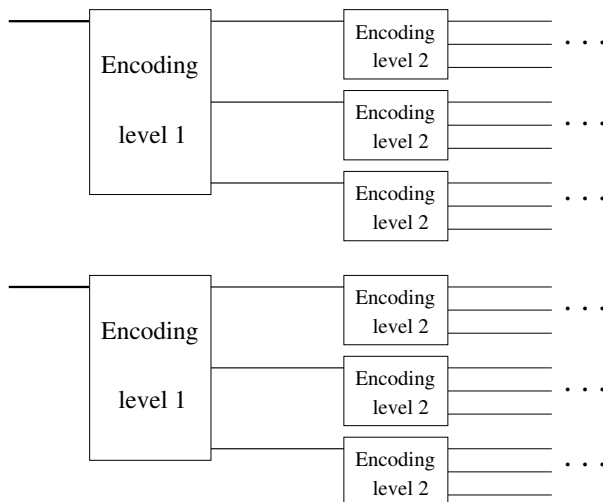 Encoding
level 1
Encoding
level 2
. . .
Encoding
level 2
. . .
Encoding
level 2
. . .
Encoding
level 1
Encoding
level 2
. . .
Encoding
level 2
. . .
Encoding
level 2
. . .